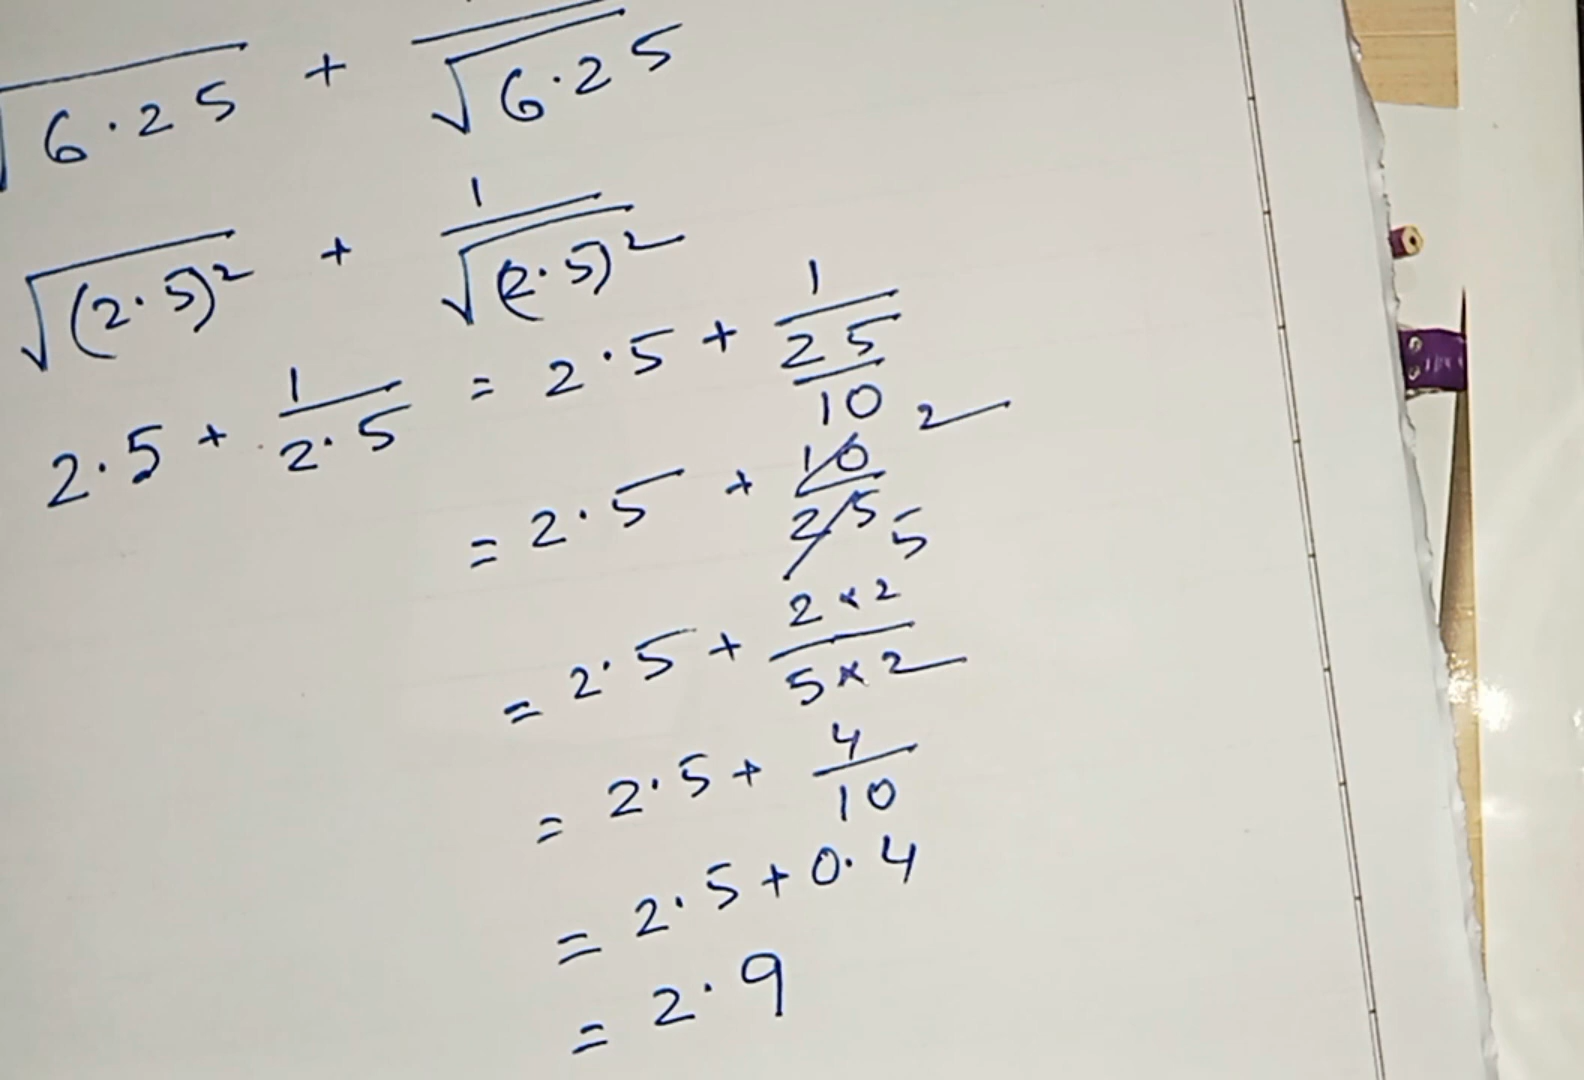 √6.25 + 1/√6.25
√(2.5)² + 1/√(2.5)²
2.5 + 1/2.5 = 2.5 + 1/(25/10)
= 2.5 + 10/25 2 5
= 2.5 + 2×2/5×2
= 2.5 + 4/10
= 2.5 + 0.4
= 2.9